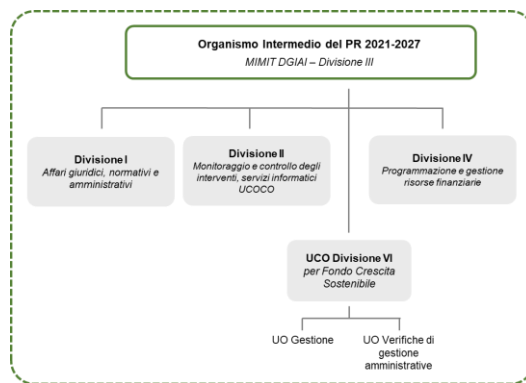 Organismo Intermedio del PR 2021-2027
MIMIT DGIAI – Divisione III
Divisione I
Affari giuridici, normativi e
amministrativi
Divisione II
Monitoraggio e controllo degli
interventi, servizi informatici
UCOCO
Divisione IV
Programmazione e gestione
risorse finanziarie
UCO Divisione VI
per Fondo Crescita
Sostenibile
UO Gestione
UO Verifiche di
gestione
amministrative